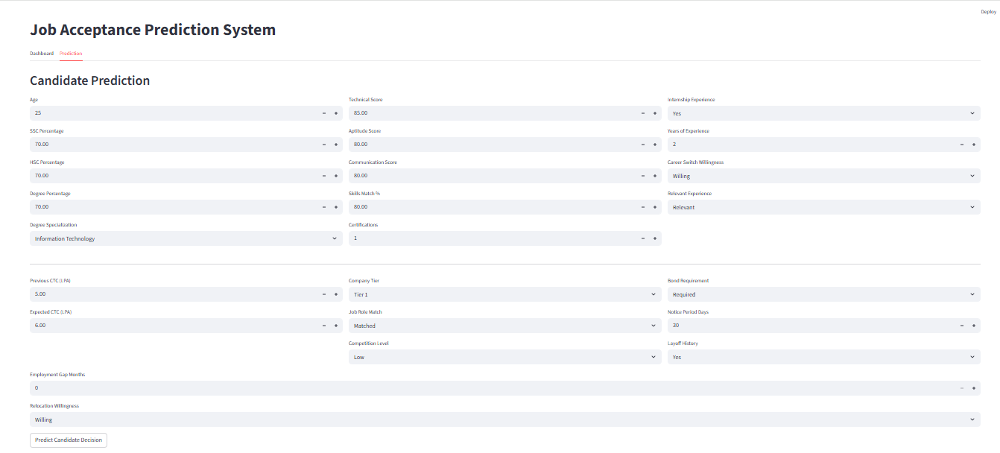 Deploy
Job Acceptance Prediction System
Dashboard Prediction
Candidate Prediction
Age Technical Score Internship Experience
25 85.00 Yes
SSC Percentage Aptitude Score Years of Experience
70.00 80.00 2
HSC Percentage Communication Score Career Switch Willingness
70.00 80.00 Willing
Degree Percentage Skills Match % Relevant Experience
70.00 80.00 Relevant
Degree Specialization Certifications
Information Technology 1
Previous CTC (LPA) Company Tier Bond Requirement
5.00 Tier 1 Required
Expected CTC (LPA) Job Role Match Notice Period Days
6.00 Matched 30
Competition Level Layoff History
Low Yes
Employment Gap Months
0
Relocation Willingness
Willing
Predict Candidate Decision